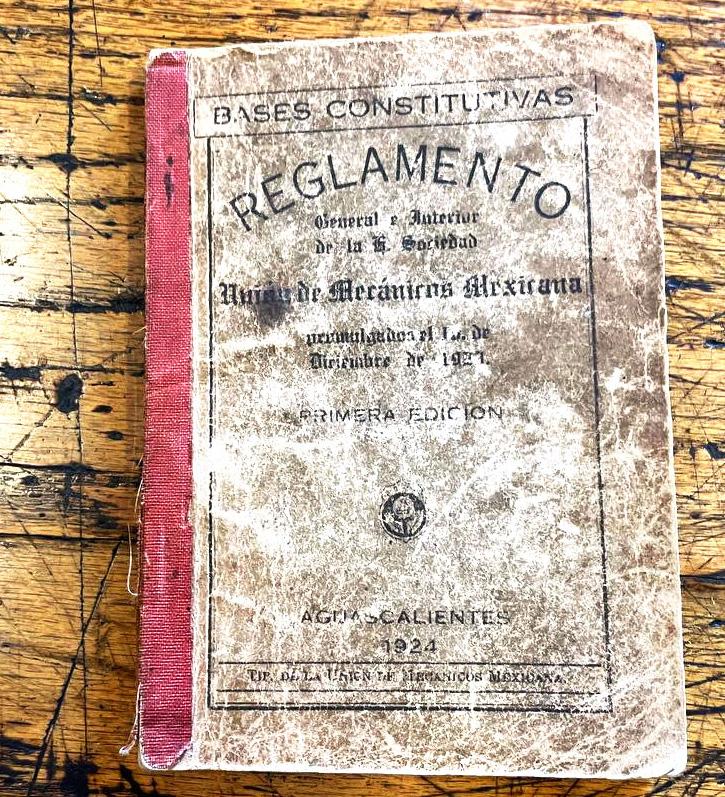 BASES CONSTITUTIVAS
REGLAMENTO
General e Interior
de la H. Sociedad
Unión de Mecánicos Mexicana
promulgados el de
Diciembre de
PRIMERA EDICION
AGUASCALIENTES
1924
TIP. DE LA UNION DE MECANICOS MEXICANA.